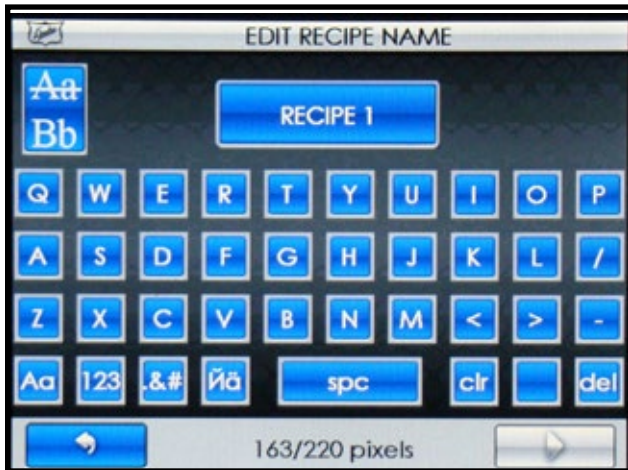 EDIT RECIPE NAME
Aa
Bb
RECIPE 1
Q W E R T Y U I O P
A S D F G H J K L /
Z X C V B N M < > -
Aa 123 .&# Йä spc clr del
163/220 pixels